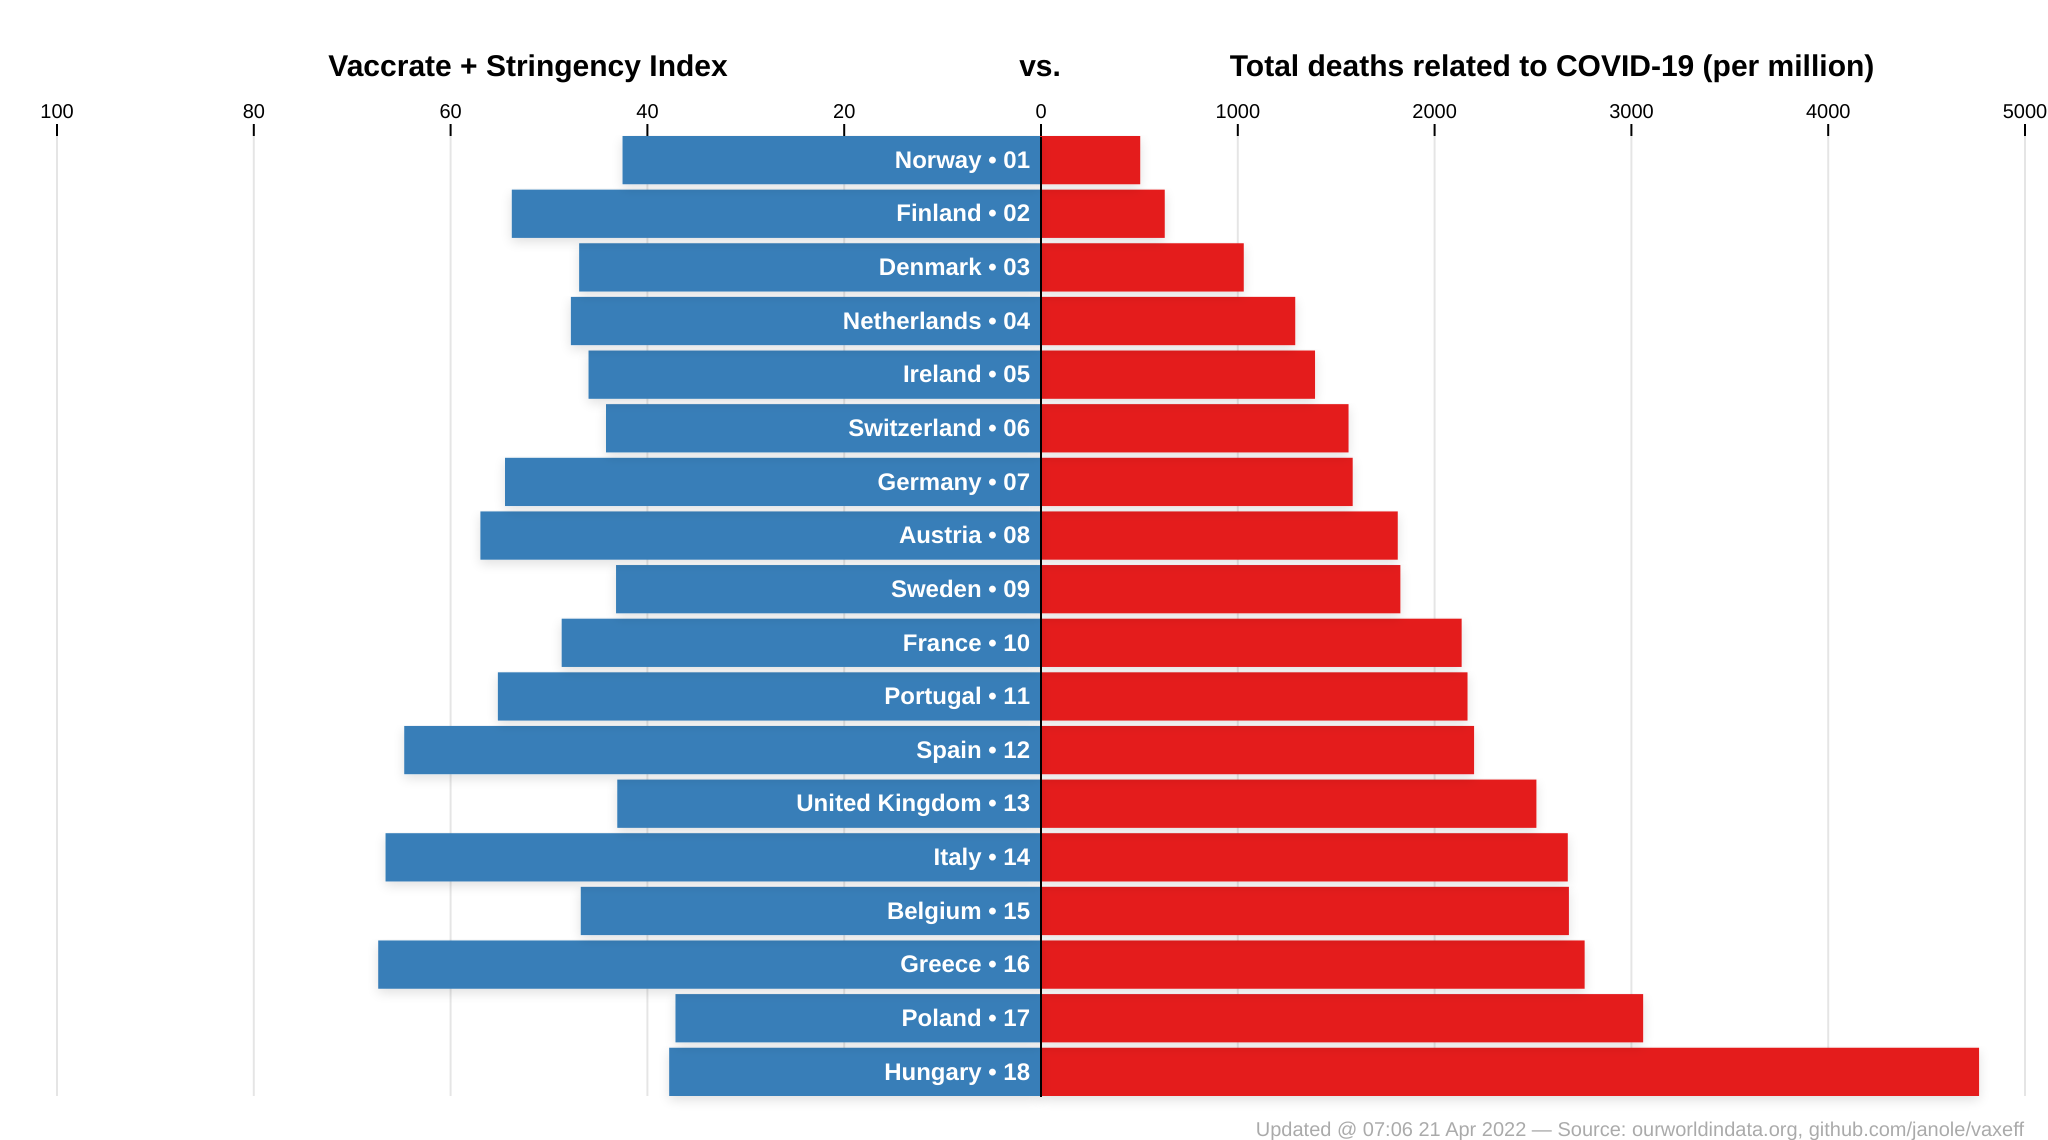 Vaccrate + Stringency Index vs. Total deaths related to COVID-19 (per million)
100 80 60 40 20 0 1000 2000 3000 4000 5000
Norway • 01
Finland • 02
Denmark • 03
Netherlands • 04
Ireland • 05
Switzerland • 06
Germany • 07
Austria • 08
Sweden • 09
France • 10
Portugal • 11
Spain • 12
United Kingdom • 13
Italy • 14
Belgium • 15
Greece • 16
Poland • 17
Hungary • 18
Updated @ 07:06 21 Apr 2022 — Source: ourworldindata.org, github.com/janole/vaxeff